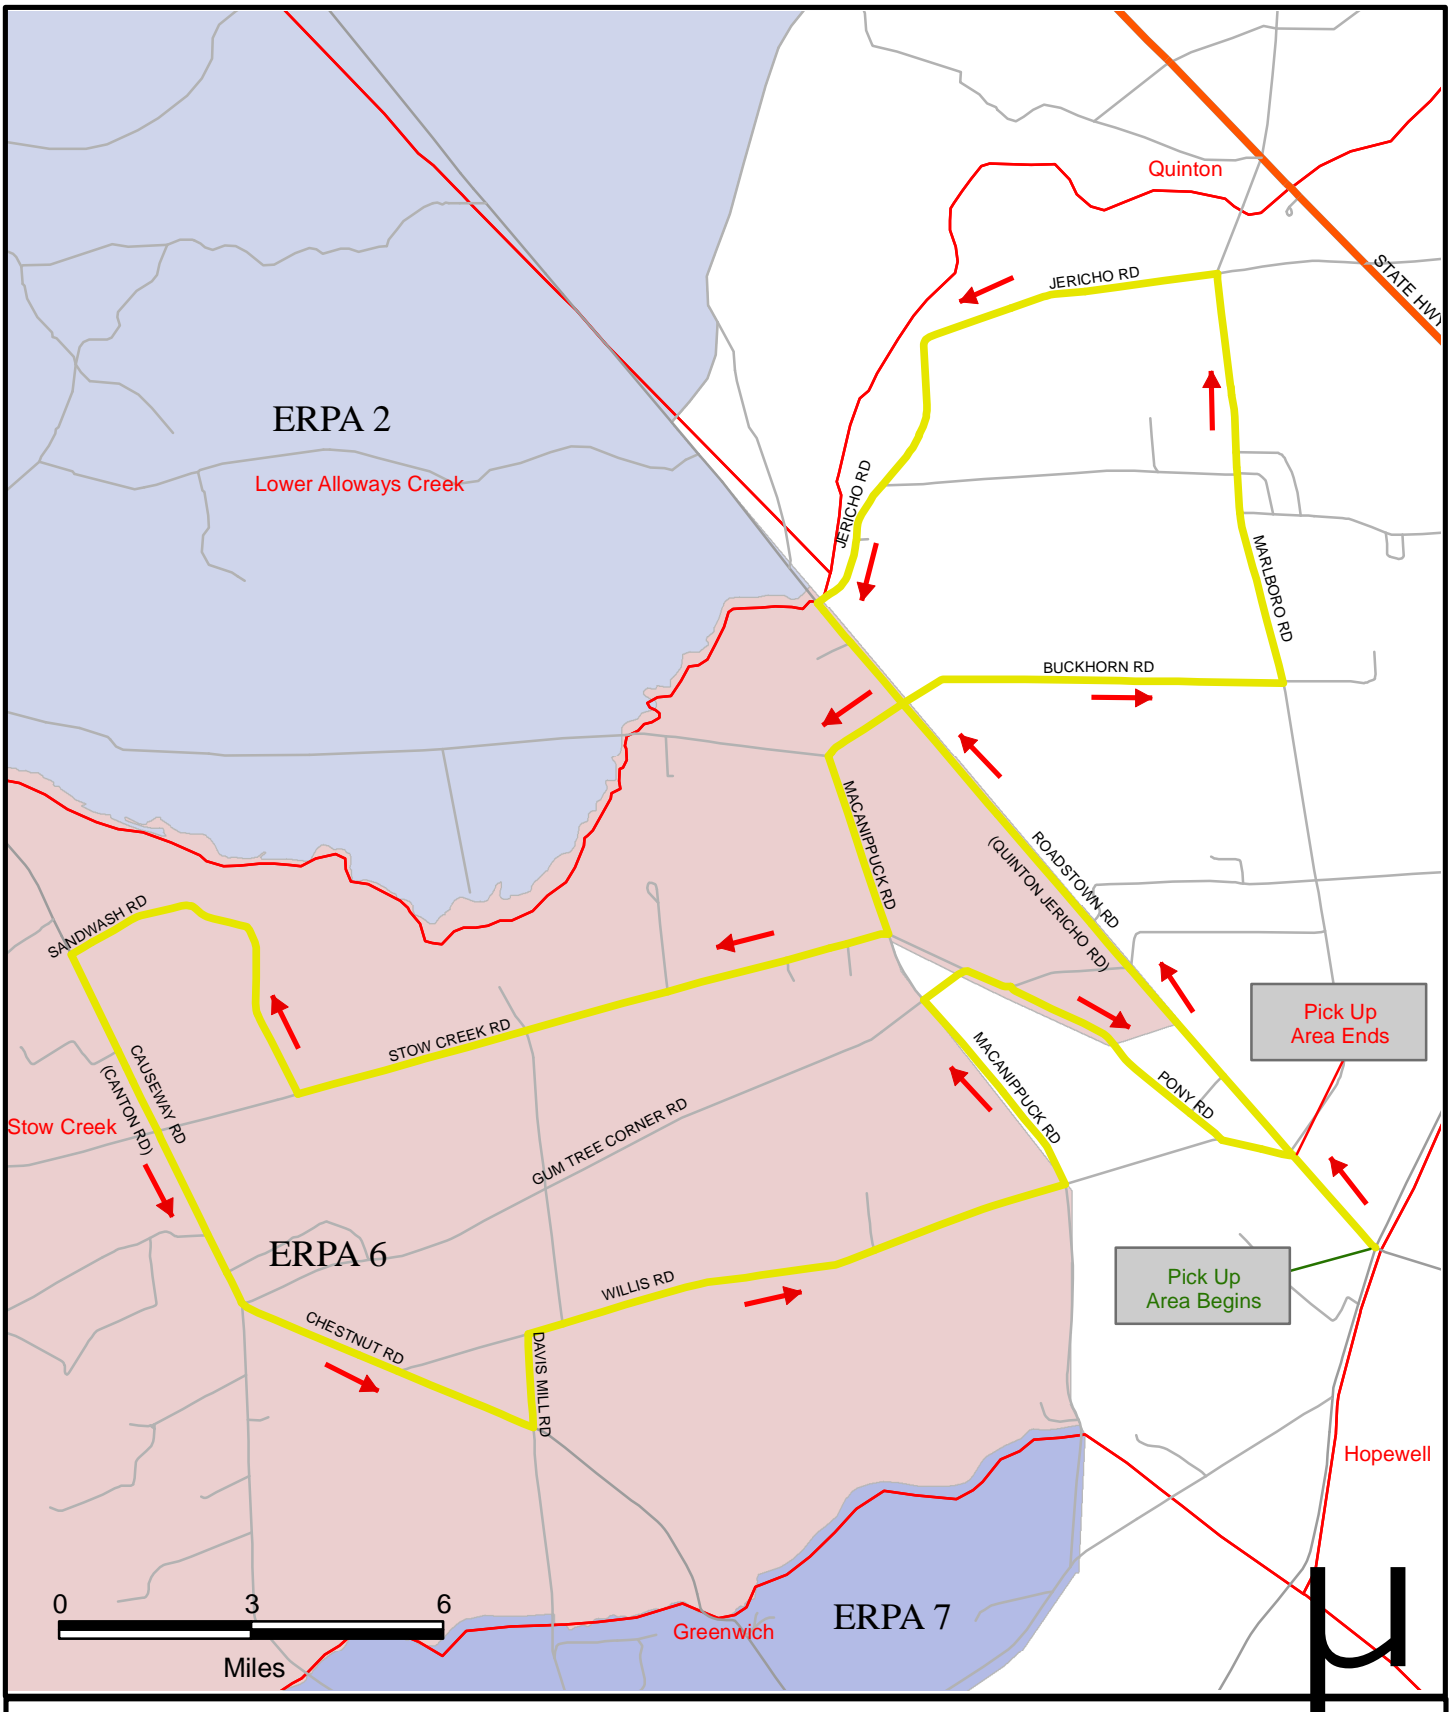 Quinton
STATE HWY
JERICHO RD
ERPA 2
Lower Alloways Creek
JERICHO RD
MARLBORO RD
BUCKHORN RD
MACANIPPUCK RD
ROADSTOWN RD
(QUINTON JERICHO RD)
SANDWASH RD
Pick Up
Area Ends
STOW CREEK RD
CAUSEWAY RD
(CANTON RD)
MACANIPPUCK RD
PONY RD
Stow Creek
GUM TREE CORNER RD
ERPA 6
Pick Up
Area Begins
WILLIS RD
CHESTNUT RD
DAVIS MILL RD
Hopewell
0 3 6
Miles
ERPA 7
Greenwich
µ